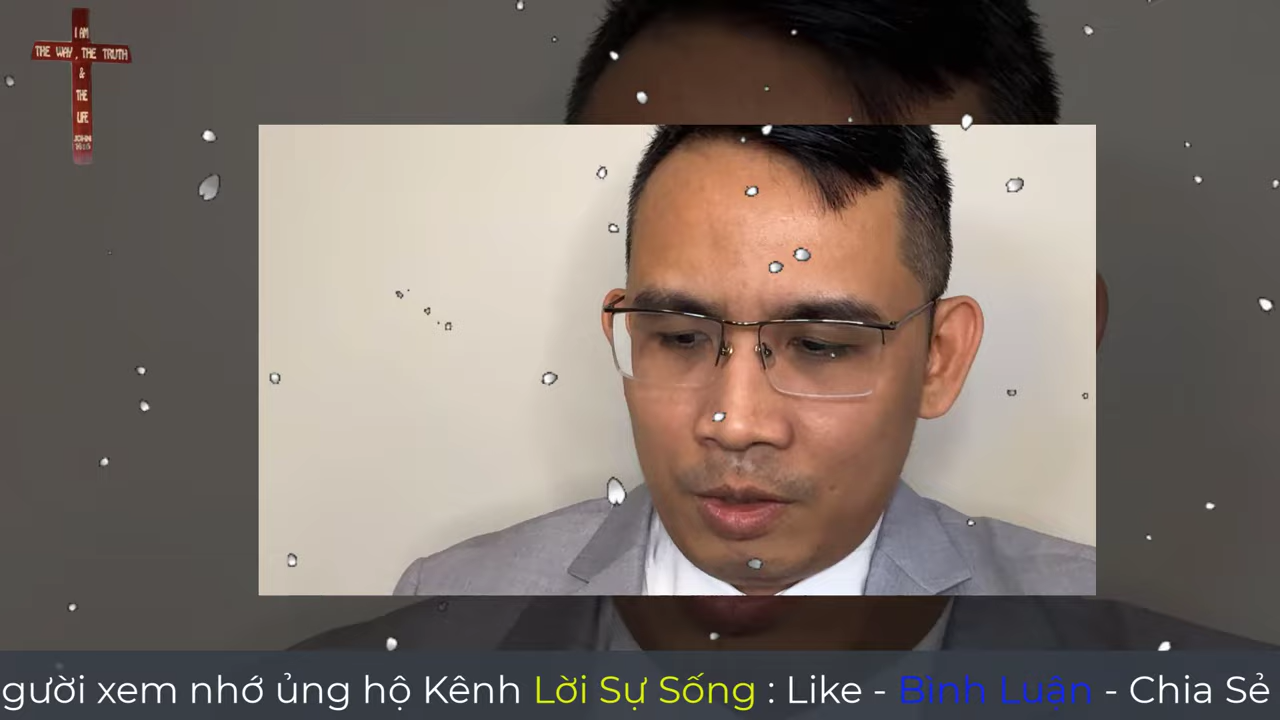 I AM
THE WAY, THE TRUTH
&
THE
LIFE
JOHN
gười xem nhớ ủng hộ Kênh Lời Sự Sống : Like - Bình Luận - Chia Sẻ